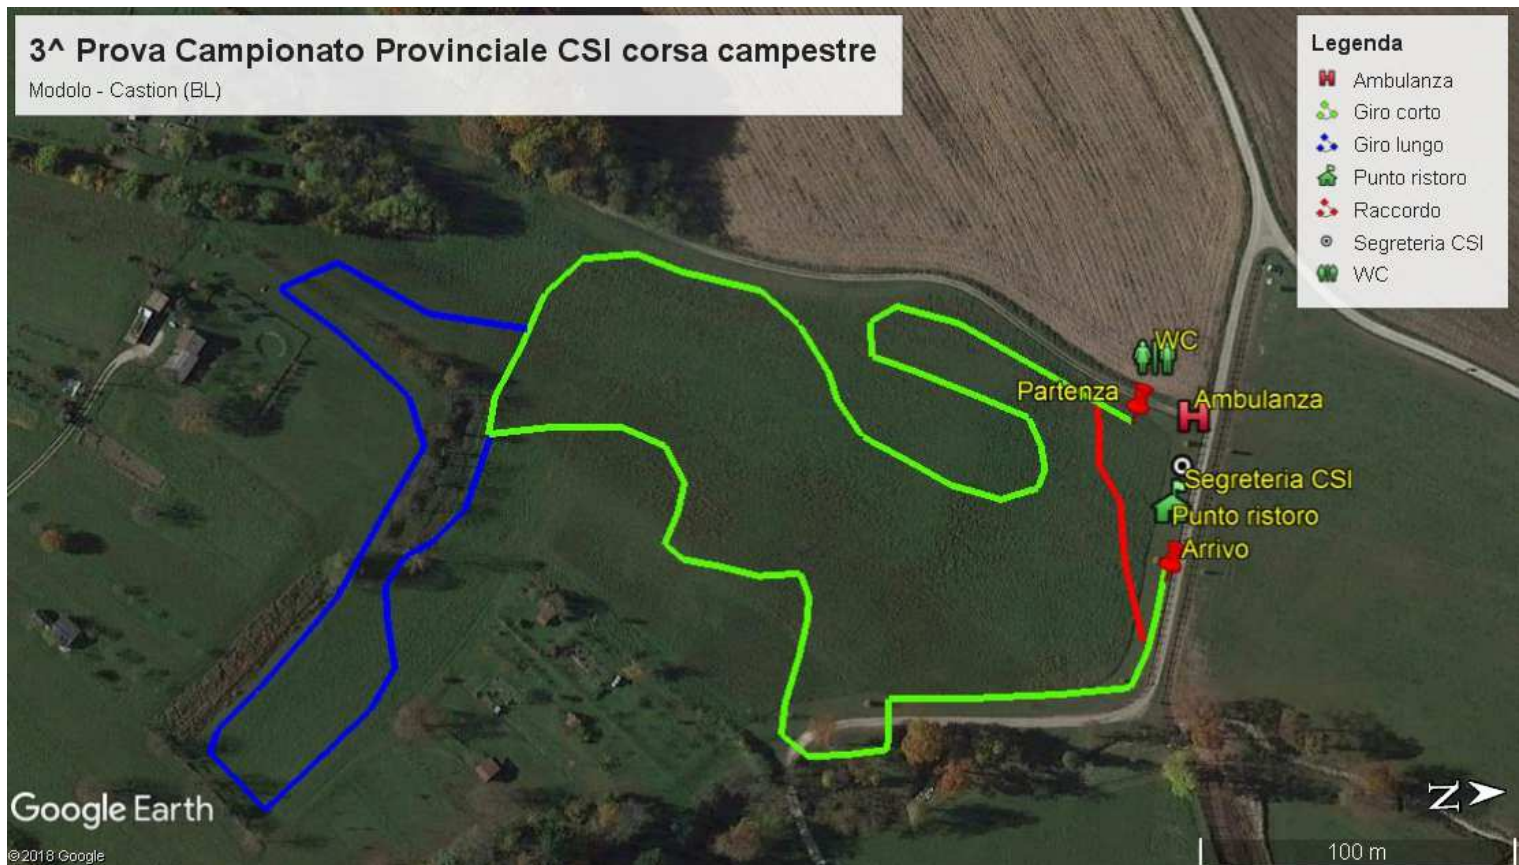 3^ Prova Campionato Provinciale CSI corsa campestre
Modolo - Castion (BL)
Legenda
Ambulanza
Giro corto
Giro lungo
Punto ristoro
Raccordo
Segreteria CSI
WC
WC
Partenza
Ambulanza
Segreteria CSI
Punto ristoro
Arrivo
Google Earth
N
©2018 Google
100 m